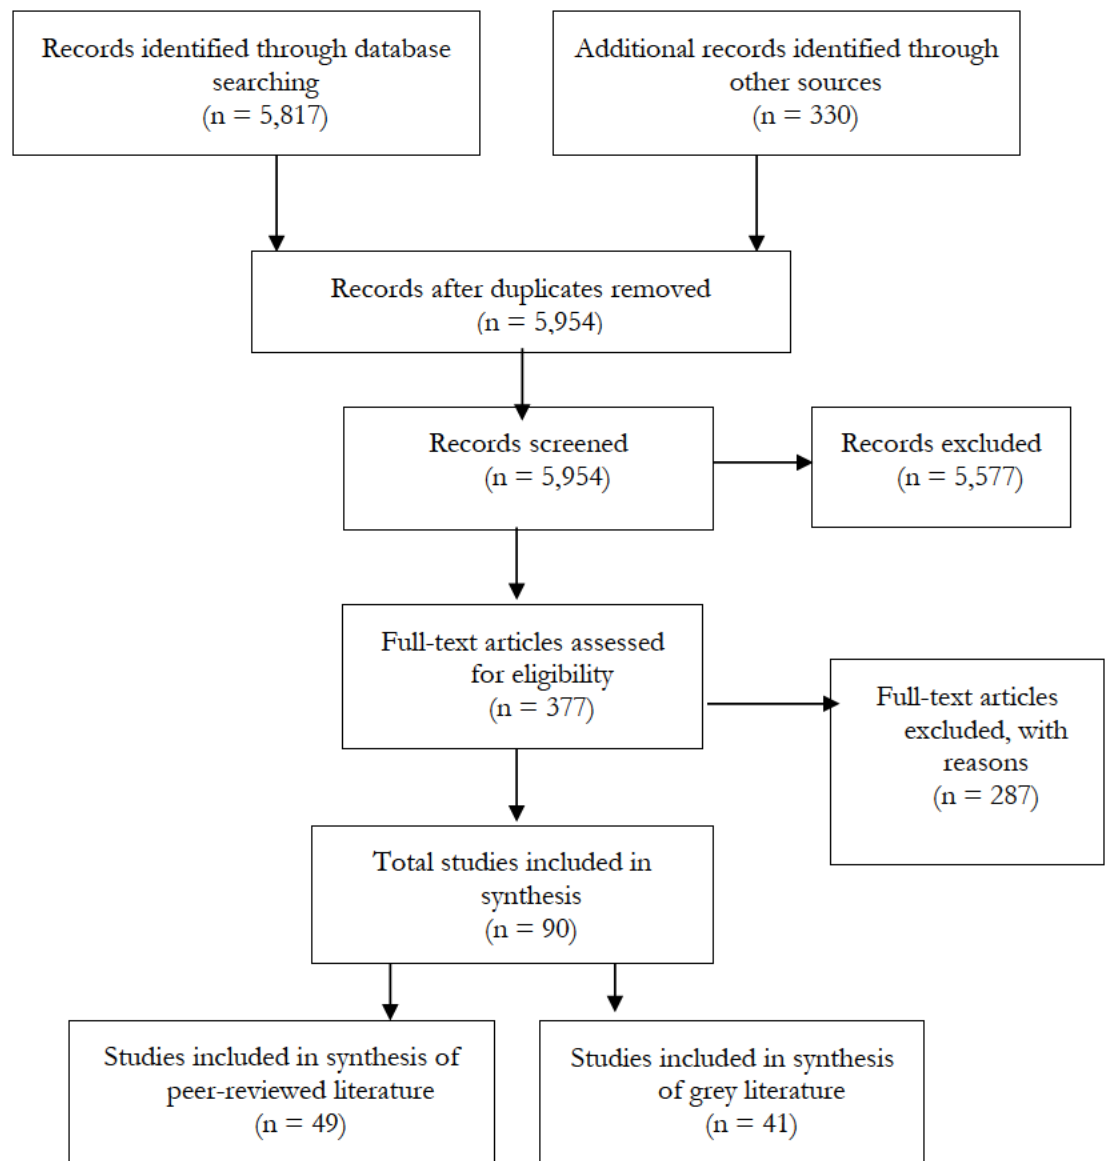 Records identified through database
searching
(n = 5,817)
Additional records identified through
other sources
(n = 330)
Records after duplicates removed
(n = 5,954)
Records screened
(n = 5,954)
Records excluded
(n = 5,577)
Full-text articles assessed
for eligibility
(n = 377)
Full-text articles
excluded, with
reasons
(n = 287)
Total studies included in
synthesis
(n = 90)
Studies included in synthesis of
peer-reviewed literature
(n = 49)
Studies included in synthesis
of grey literature
(n = 41)